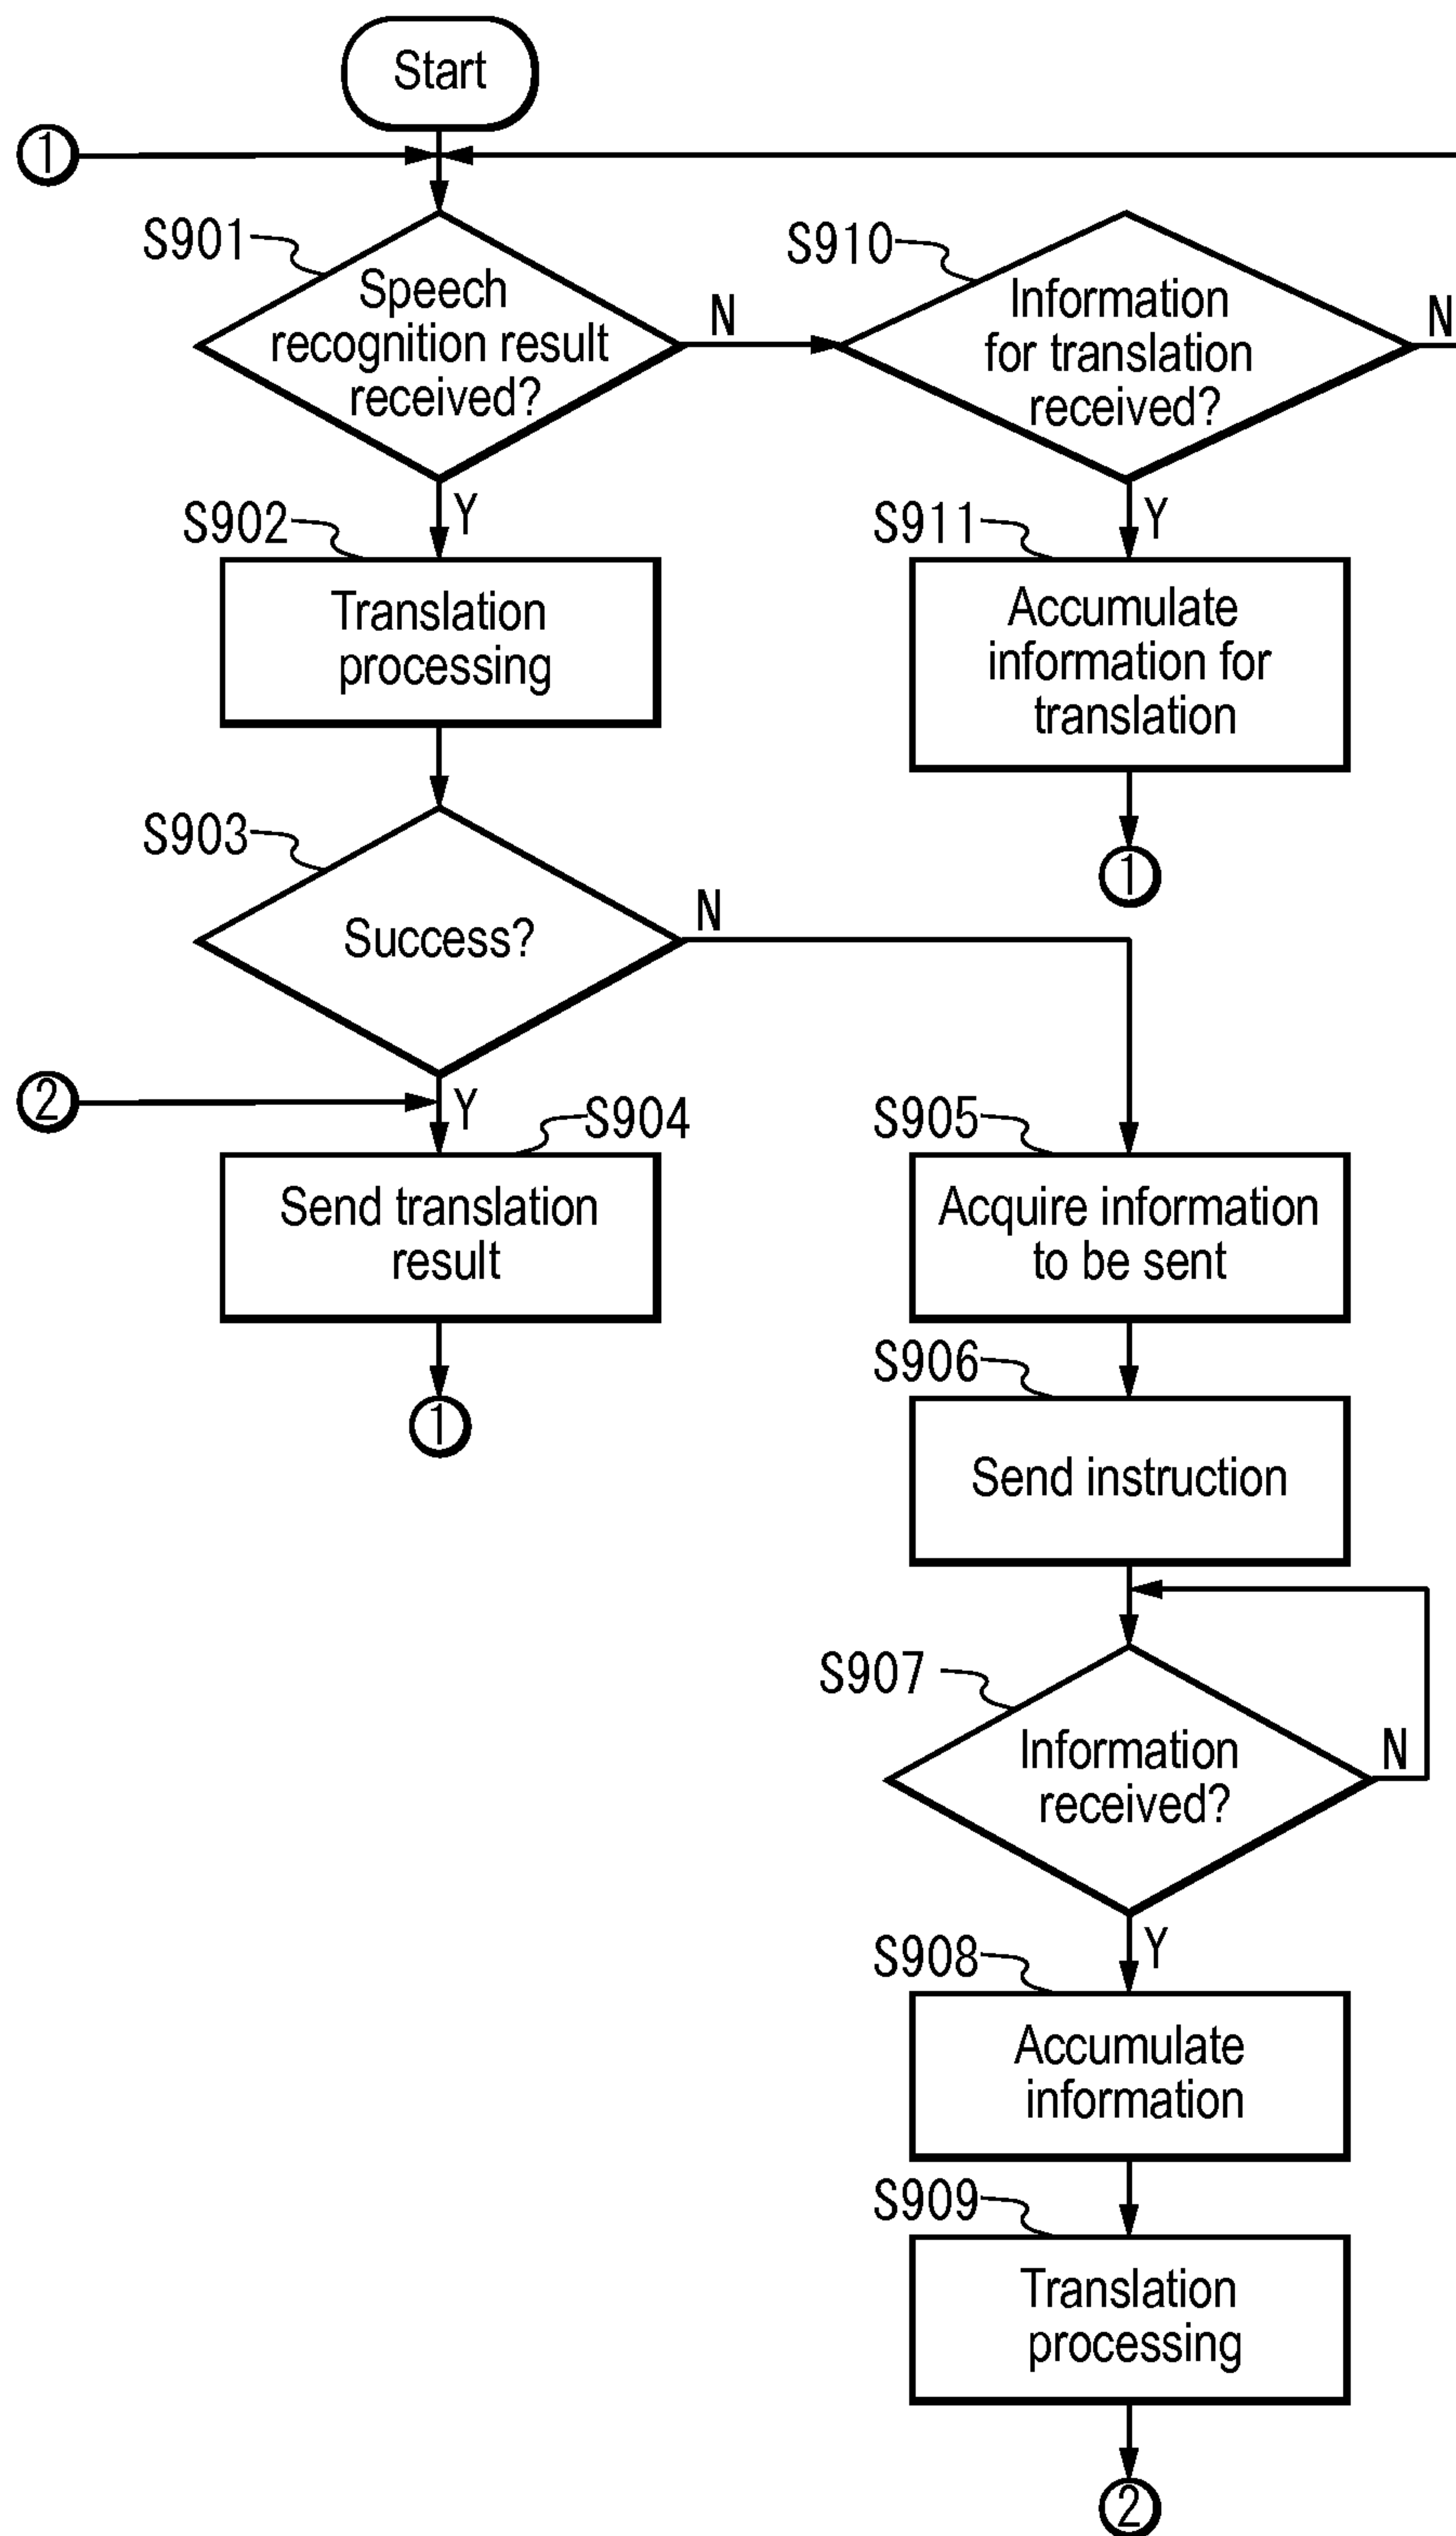 Start
1
S901
Speech
recognition result
received?
N
S910
Information
for translation
received?
N
Y
S902
Translation
processing
Y
S911
Accumulate
information for
translation
1
S903
Success?
N
2
Y
S904
Send translation
result
1
S905
Acquire information
to be sent
S906
Send instruction
S907
Information
received?
N
Y
S908
Accumulate
information
S909
Translation
processing
2